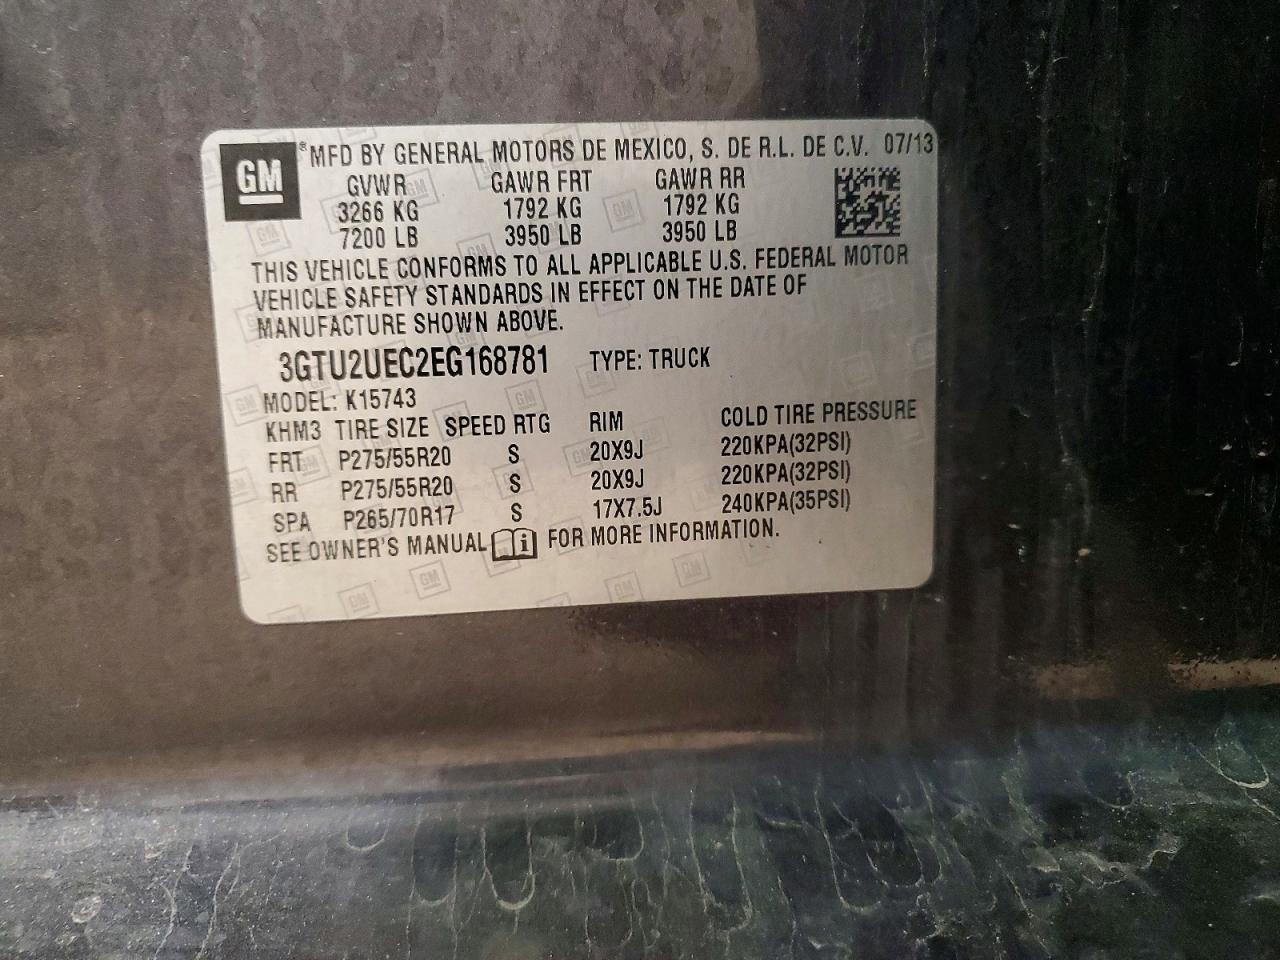 GM ® MFD BY GENERAL MOTORS DE MEXICO, S. DE R.L. DE C.V. 07/13
GVWR GAWR FRT GAWR RR
3266 KG 1792 KG 1792 KG
7200 LB 3950 LB 3950 LB
THIS VEHICLE CONFORMS TO ALL APPLICABLE U.S. FEDERAL MOTOR
VEHICLE SAFETY STANDARDS IN EFFECT ON THE DATE OF
MANUFACTURE SHOWN ABOVE.
3GTU2UEC2EG168781 TYPE: TRUCK
MODEL: K15743
KHM3 TIRE SIZE SPEED RTG RIM COLD TIRE PRESSURE
FRT P275/55R20 S 20X9J 220KPA(32PSI)
RR P275/55R20 S 20X9J 220KPA(32PSI)
SPA P265/70R17 S 17X7.5J 240KPA(35PSI)
SEE OWNER'S MANUAL i FOR MORE INFORMATION.